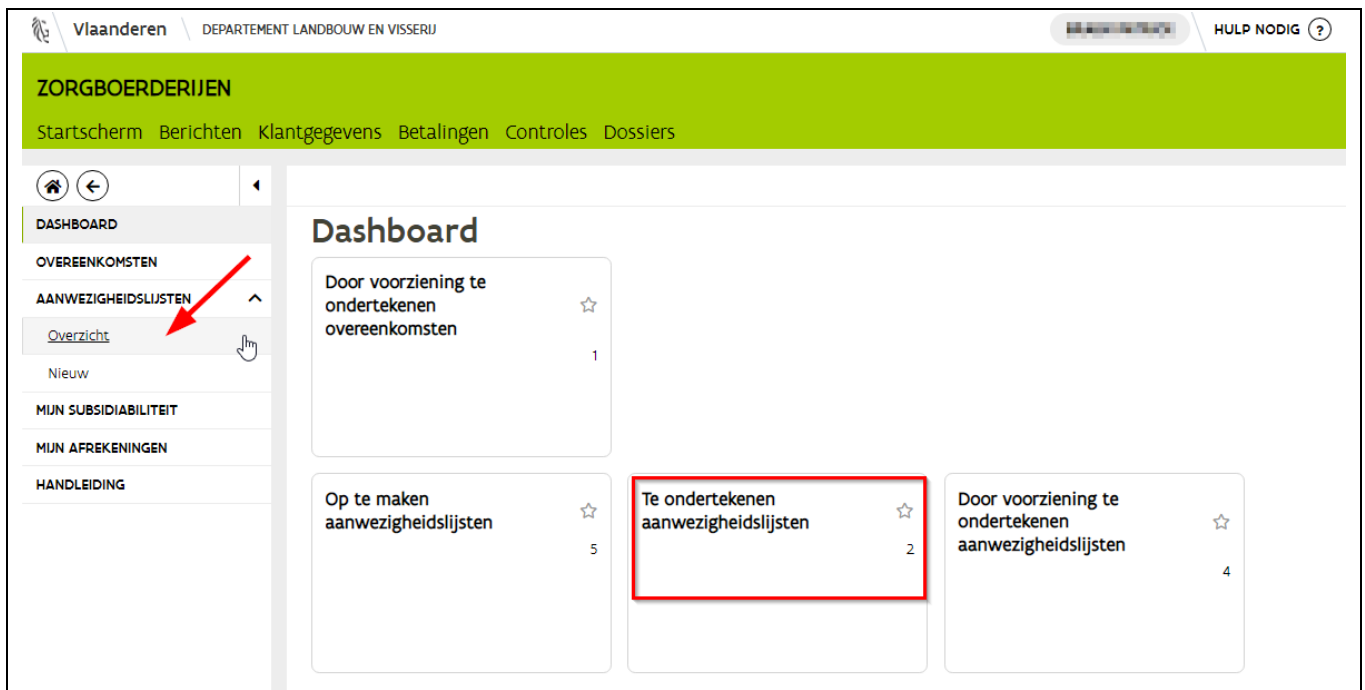 Vlaanderen DEPARTEMENT LANDBOUW EN VISSERIJ HULP NODIG ?
ZORGBOERDERIJEN
Startscherm Berichten Klantgegevens Betalingen Controles Dossiers
DASHBOARD
OVEREENKOMSTEN
AANWEZIGHEIDSLIJSTEN
Overzicht
Nieuw
MIJN SUBSIDIABILITEIT
MIJN AFREKENINGEN
HANDLEIDING
Dashboard
Door voorziening te
ondertekenen
overeenkomsten
1
Op te maken
aanwezigheidslijsten
5
Te ondertekenen
aanwezigheidslijsten
2
Door voorziening te
ondertekenen
aanwezigheidslijsten
4